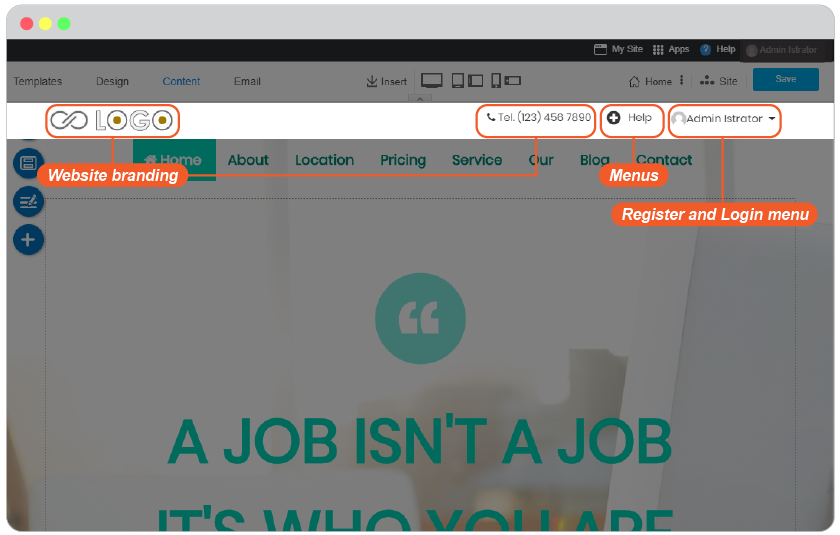 My Site Apps ? Help Admin Istrator
Templates Design Content Email Insert Home Site Save
LOGO Tel. (123) 456 7890 Help Admin Istrator
Home About Location Pricing Service Our Blog Contact
Website branding Menus
Register and Login menu
A JOB ISN'T A JOB
IT'S WHO YOU ARE